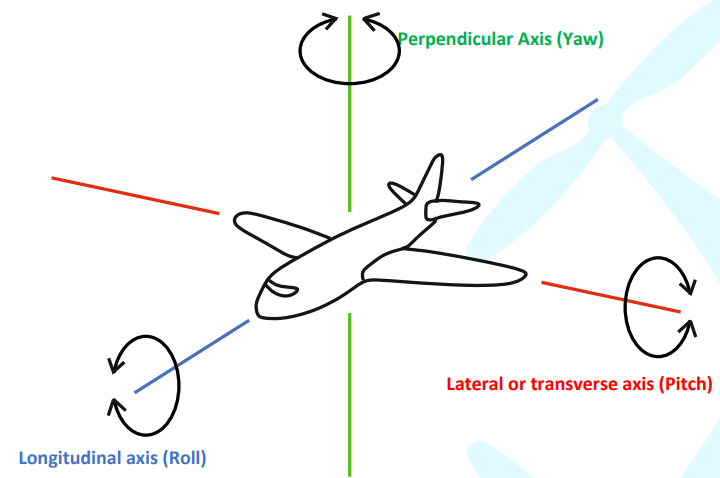 Perpendicular Axis (Yaw)
Lateral or transverse axis (Pitch)
Longitudinal axis (Roll)